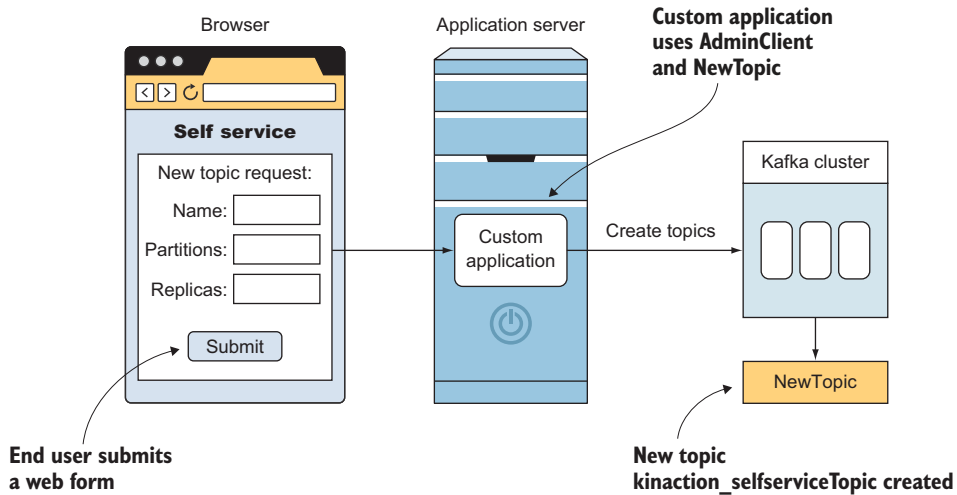 Browser
Application server
Custom application
uses AdminClient
and NewTopic
Self service
New topic request:
Name:
Partitions:
Replicas:
Submit
Custom
application
Create topics
Kafka cluster
NewTopic
End user submits
a web form
New topic
kinaction_selfserviceTopic created